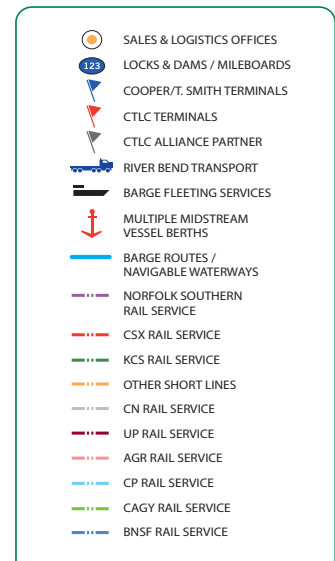 SALES & LOGISTICS OFFICES
123 LOCKS & DAMS / MILEBOARDS
COOPER/T. SMITH TERMINALS
CTLC TERMINALS
CTLC ALLIANCE PARTNER
RIVER BEND TRANSPORT
BARGE FLEETING SERVICES
MULTIPLE MIDSTREAM
VESSEL BERTHS
BARGE ROUTES /
NAVIGABLE WATERWAYS
NORFOLK SOUTHERN
RAIL SERVICE
CSX RAIL SERVICE
KCS RAIL SERVICE
OTHER SHORT LINES
CN RAIL SERVICE
UP RAIL SERVICE
AGR RAIL SERVICE
CP RAIL SERVICE
CAGY RAIL SERVICE
BNSF RAIL SERVICE